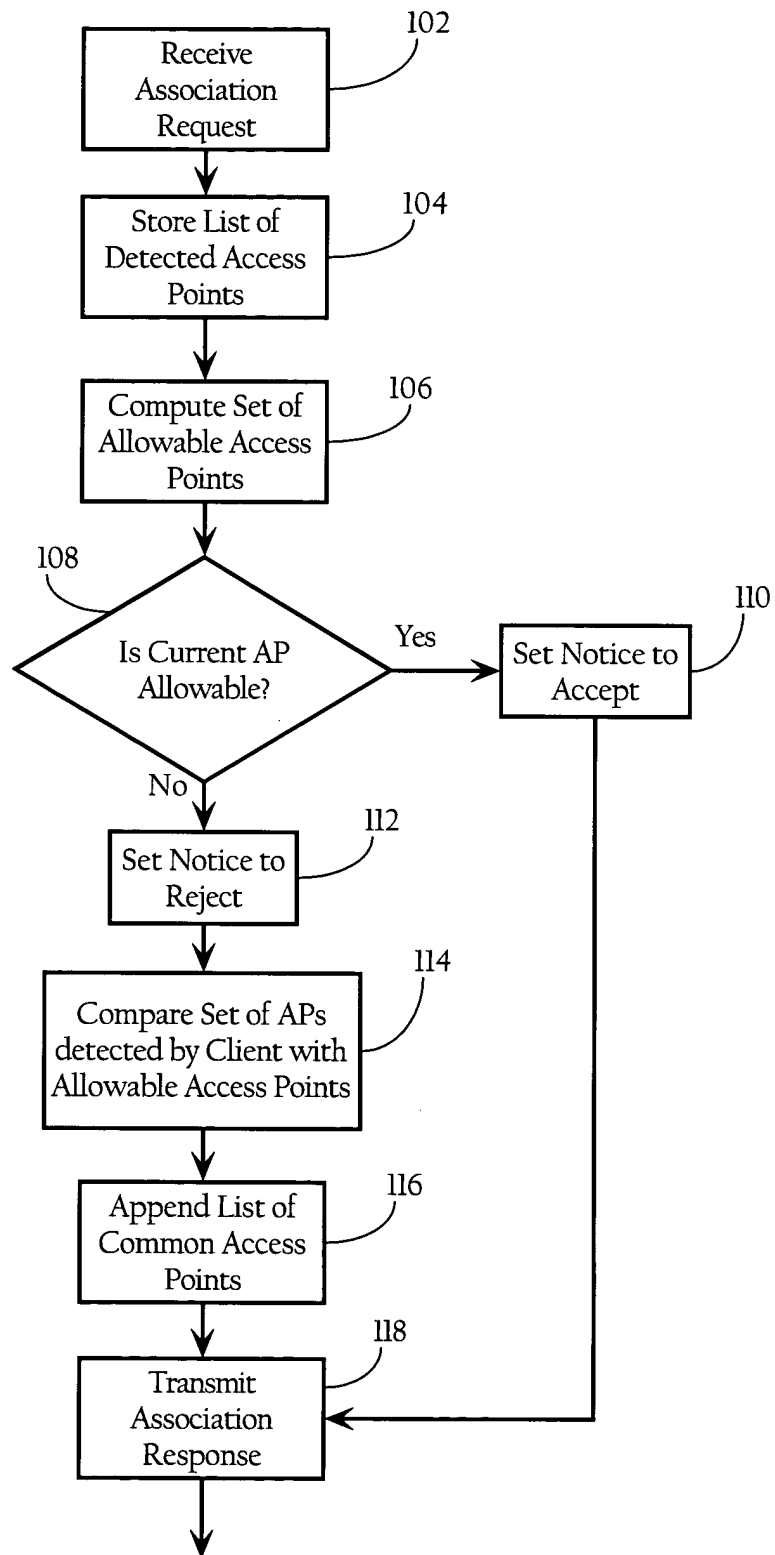 102
Receive
Association
Request
104
Store List of
Detected Access
Points
106
Compute Set of
Allowable Access
Points
108
Is Current AP
Allowable?
Yes
110
Set Notice to
Accept
No
112
Set Notice to
Reject
114
Compare Set of APs
detected by Client with
Allowable Access Points
116
Append List of
Common Access
Points
118
Transmit
Association
Response